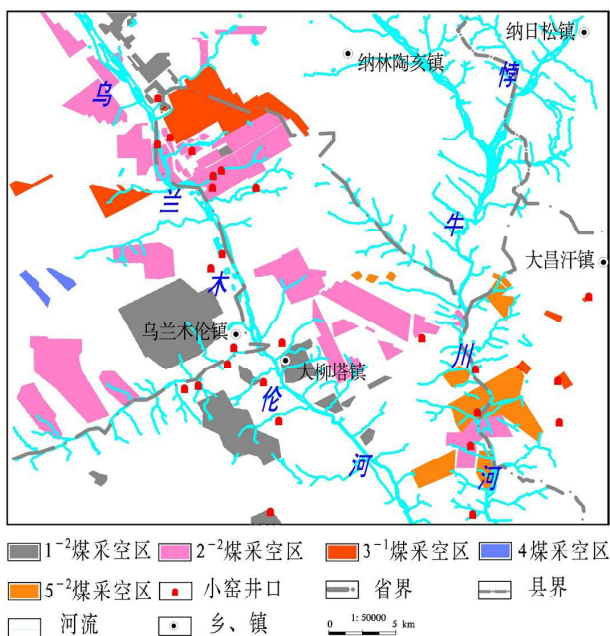 纳日松镇
纳林陶亥镇
悖
乌
兰
牛
大昌汗镇
木
乌兰木伦镇
川
大柳塔镇
伦
河
河
1⁻²煤采空区
2⁻²煤采空区
3⁻¹煤采空区
4煤采空区
5⁻²煤采空区
小窑井口
省界
县界
河流
乡、镇
1: 50000
0 5 km